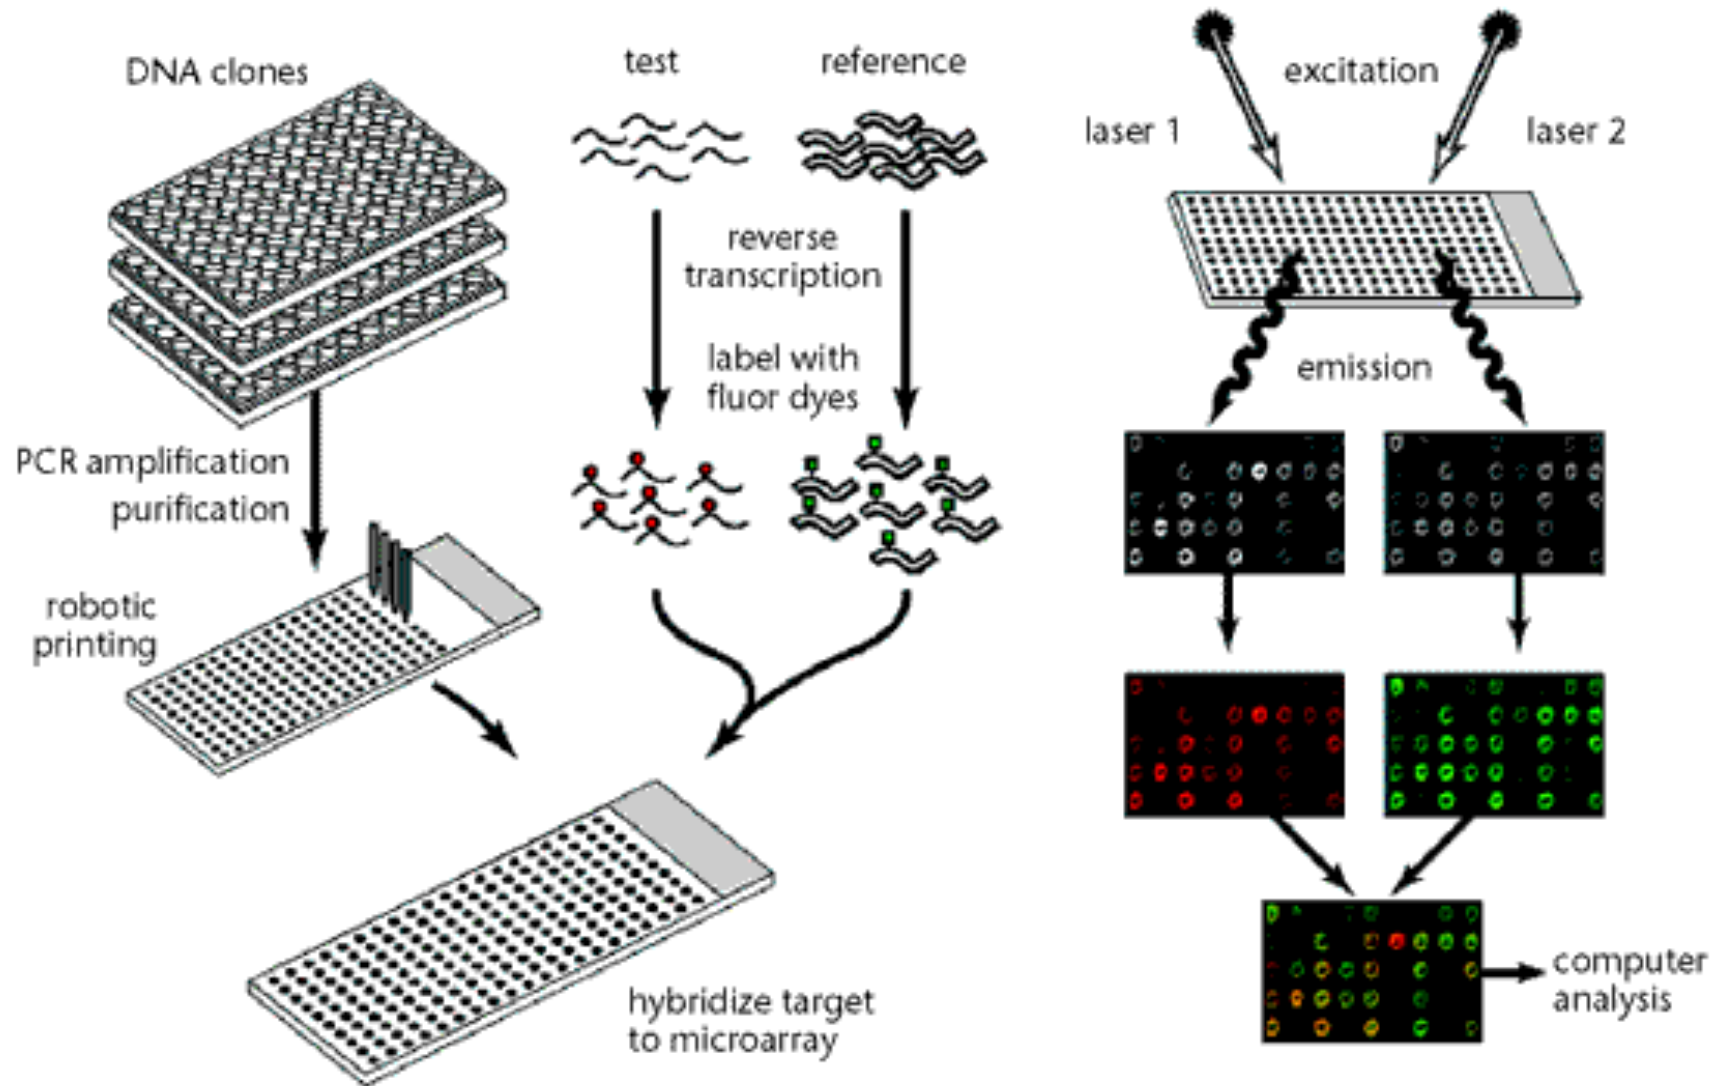 DNA clones
PCR amplification
purification
robotic
printing
test
reference
reverse
transcription
label with
fluor dyes
hybridize target
to microarray
excitation
laser 1
laser 2
emission
computer
analysis